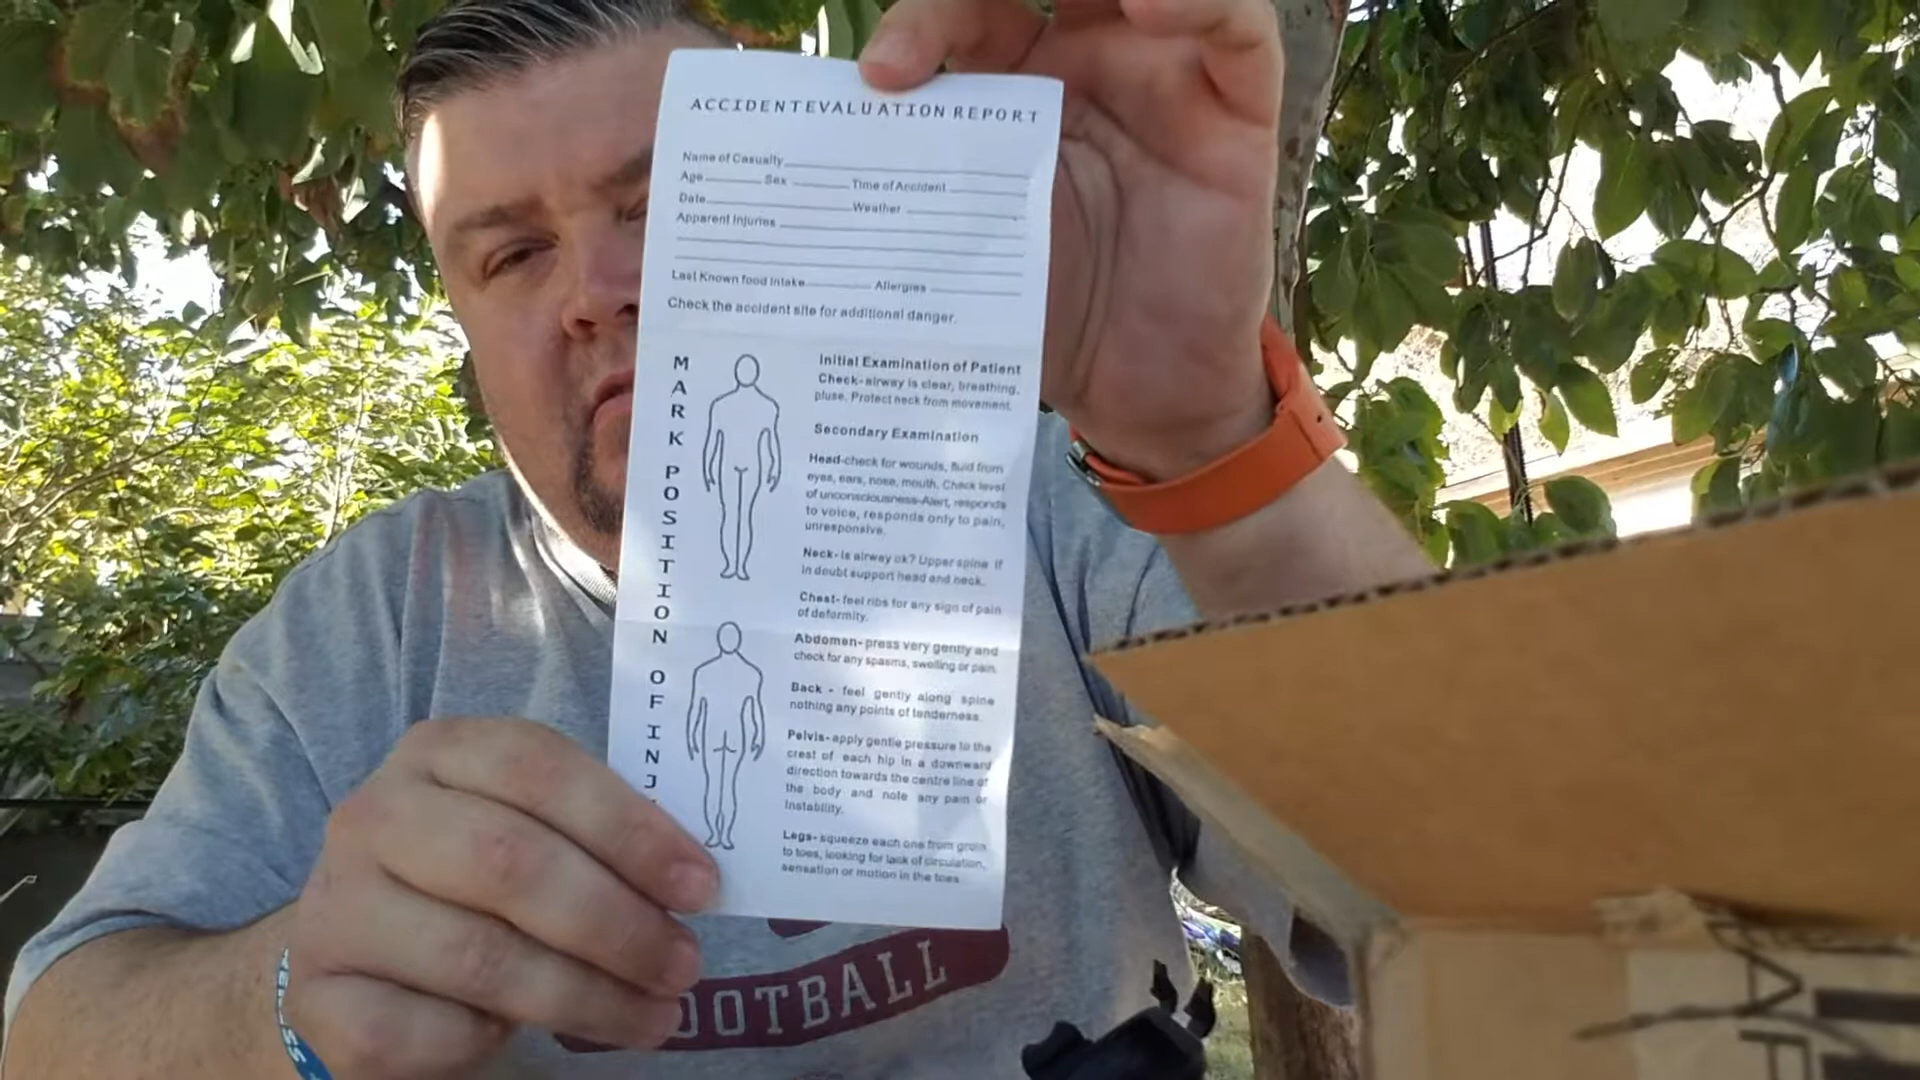 ACCIDENTEVALUATION REPORT
Name of Casualty
Age Sex Time of Accident
Date Weather
Apparent Injuries
Last Known food Intake Allergies
Check the accident site for additional danger.
MARK POSITION OF INJ
Initial Examination of Patient
Check-airway is clear, breathing,
pluse. Protect neck from movement.
Secondary Examination
Head-check for wounds, fluid from
eyes, ears, nose, mouth. Check level
of unconsciousness-Alert, responds
to voice, responds only to pain,
unresponsive.
Neck- is airway ok? Upper spine if
in doubt support head and neck.
Chest- feel ribs for any sign of pain
of deformity.
Abdomen- press very gently and
check for any spasms, swelling or pain.
Back - feel gently along spine
nothing any points of tenderness.
Pelvis-apply gentle pressure to the
crest of each hip in a downward
direction towards the centre line of
the body and note any pain or
instability.
Legs- squeeze each one from groin
to toes, looking for lack of circulation,
sensation or motion in the toes
OOTBALL